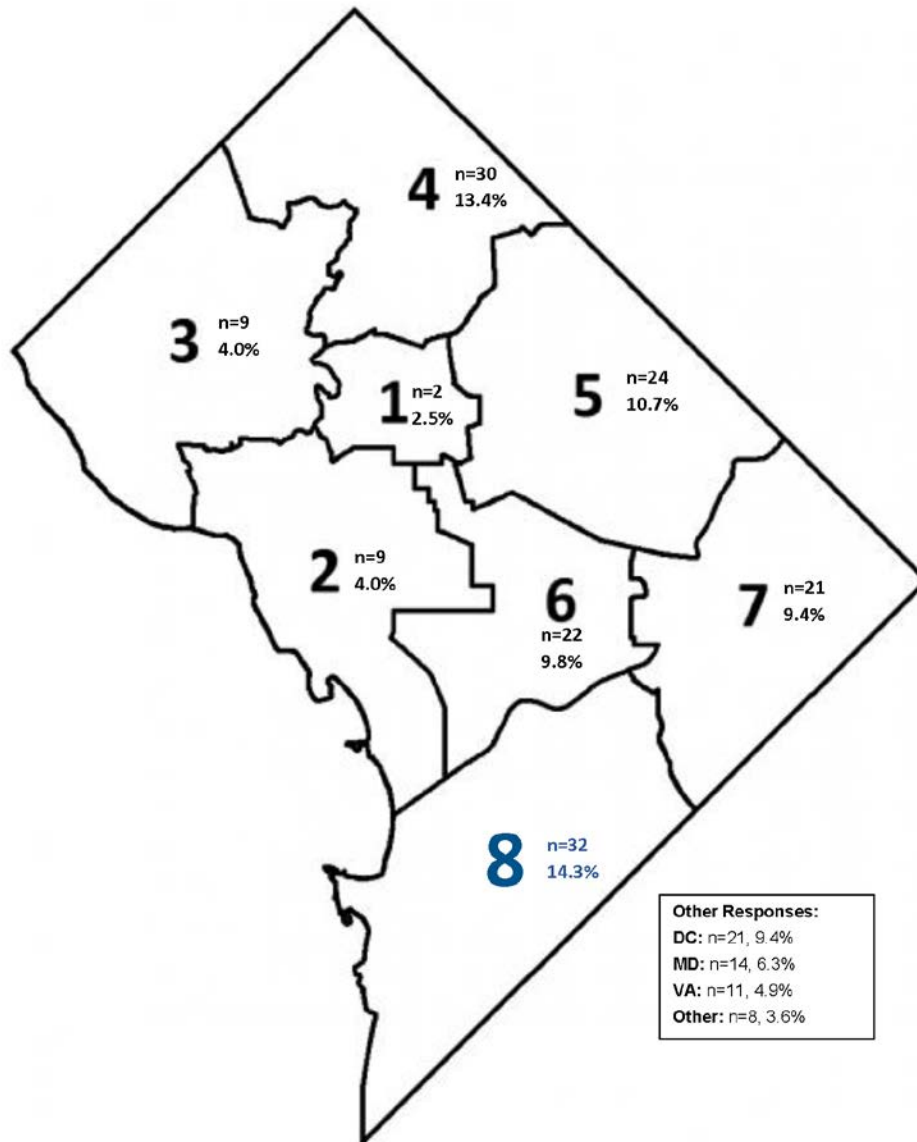 4 n=30
13.4%
3 n=9
4.0%
1 n=2
2.5%
5 n=24
10.7%
2 n=9
4.0%
6
n=22
9.8%
7 n=21
9.4%
8 n=32
14.3%
Other Responses:
DC: n=21, 9.4%
MD: n=14, 6.3%
VA: n=11, 4.9%
Other: n=8, 3.6%